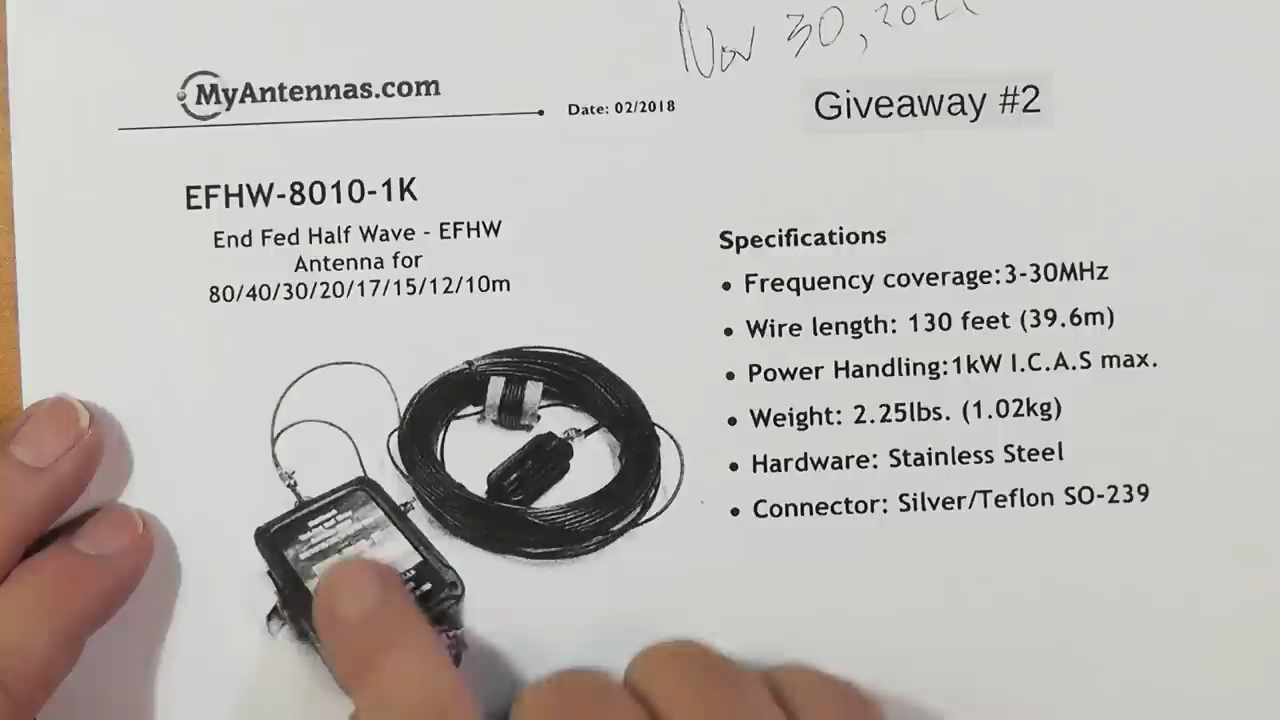 Nov 30, 202
MyAntennas.com
Date: 02/2018
Giveaway #2
EFHW-8010-1K
End Fed Half Wave - EFHW
Antenna for
80/40/30/20/17/15/12/10m
Specifications
• Frequency coverage:3-30MHz
• Wire length: 130 feet (39.6m)
• Power Handling:1kW I.C.A.S max.
• Weight: 2.25lbs. (1.02kg)
• Hardware: Stainless Steel
• Connector: Silver/Teflon SO-239